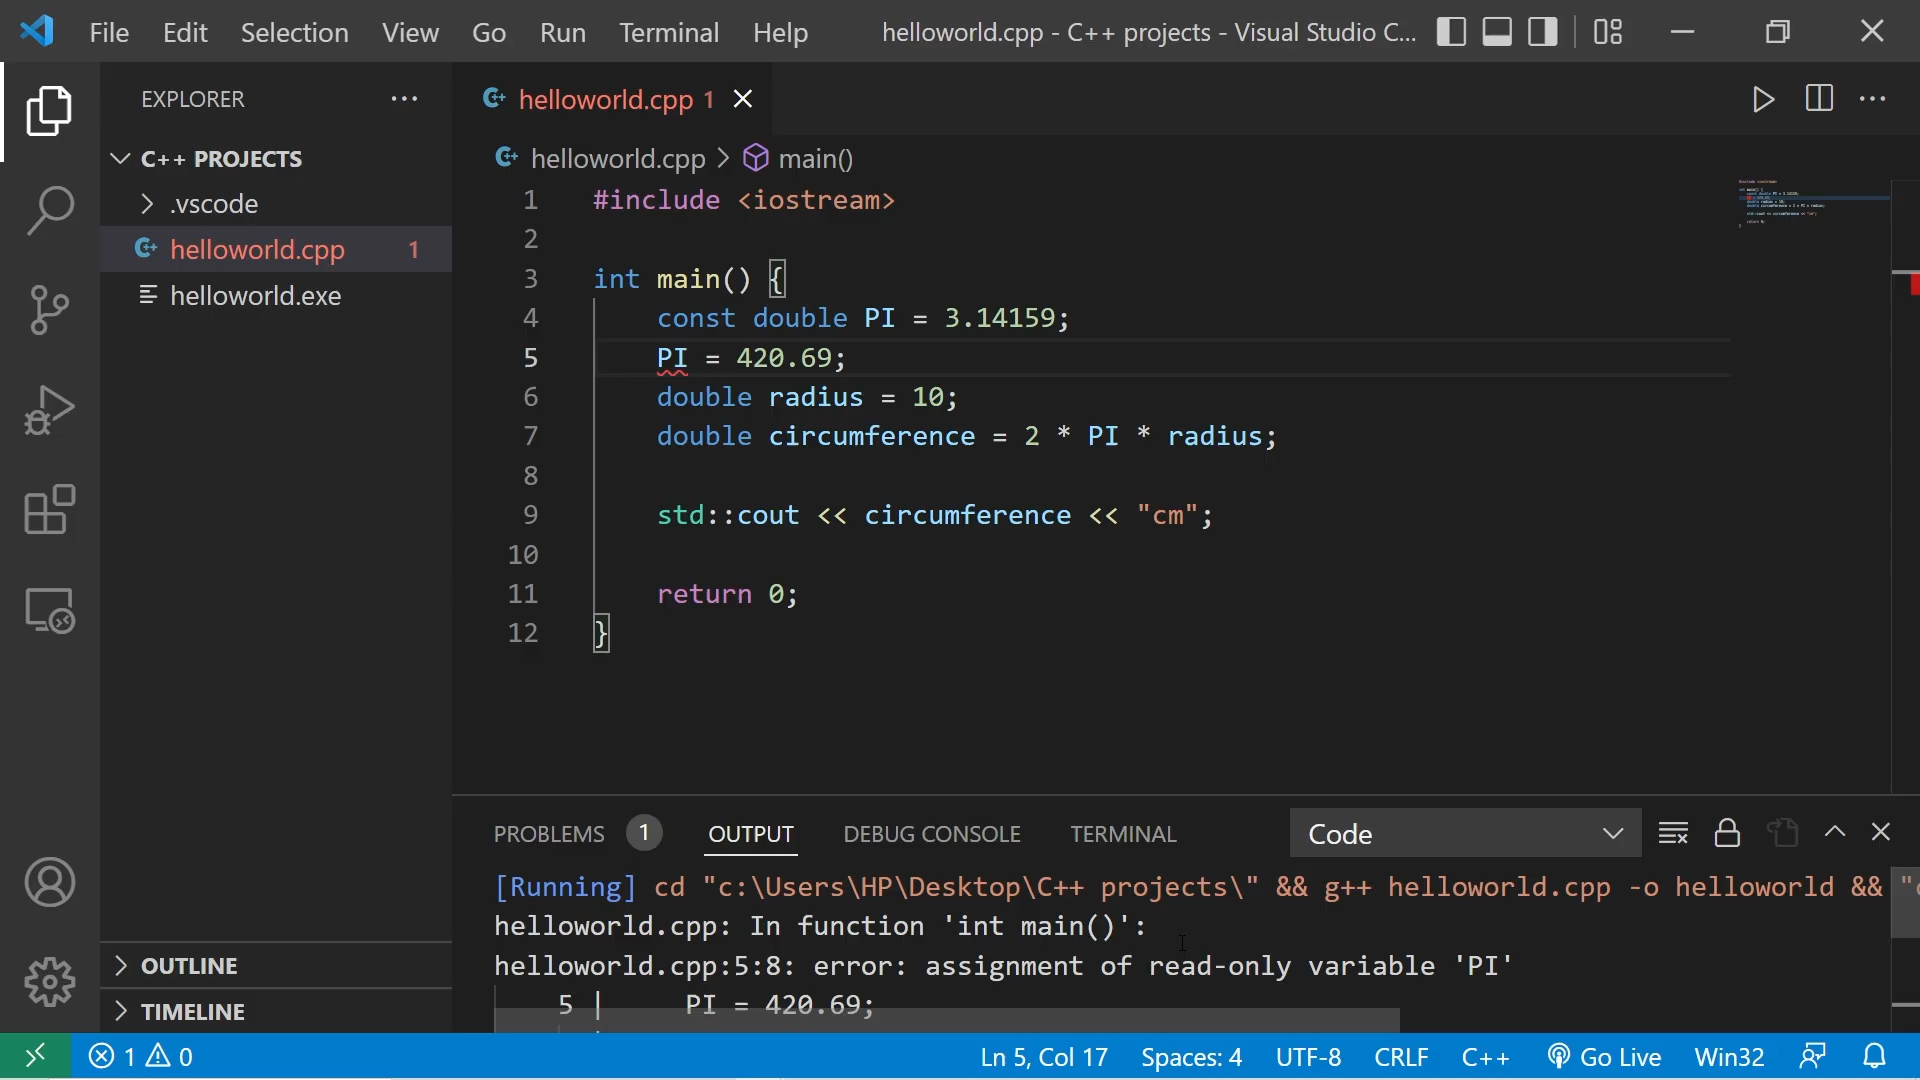 File Edit Selection View Go Run Terminal Help helloworld.cpp - C++ projects - Visual Studio C...
EXPLORER
C++ PROJECTS
.vscode
helloworld.cpp 1
helloworld.exe
OUTLINE
TIMELINE
helloworld.cpp 1
helloworld.cpp > main()
1 #include <iostream>
2
3 int main() {
4 const double PI = 3.14159;
5 PI = 420.69;
6 double radius = 10;
7 double circumference = 2 * PI * radius;
8
9 std::cout << circumference << "cm";
10
11 return 0;
12 }
PROBLEMS 1 OUTPUT DEBUG CONSOLE TERMINAL Code
[Running] cd "c:\Users\HP\Desktop\C++ projects\" && g++ helloworld.cpp -o helloworld && "c
helloworld.cpp: In function 'int main()':
helloworld.cpp:5:8: error: assignment of read-only variable 'PI'
5 | PI = 420.69;
1 0 Ln 5, Col 17 Spaces: 4 UTF-8 CRLF C++ Go Live Win32